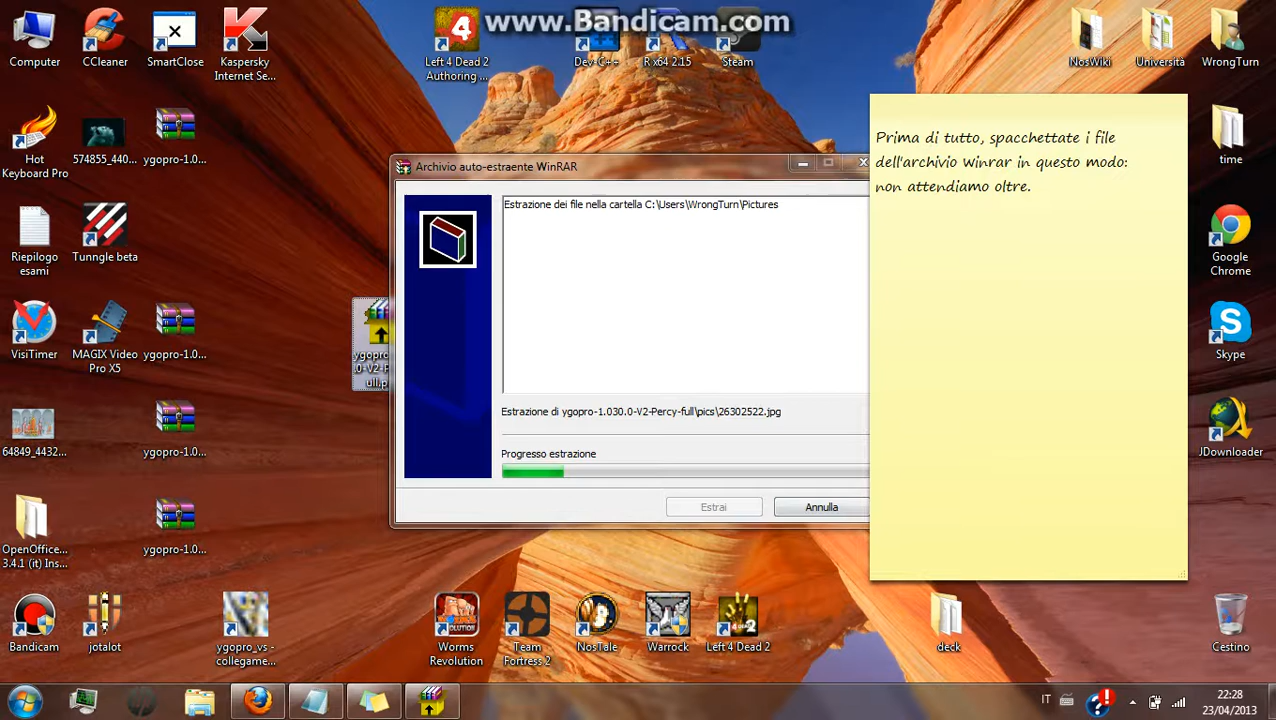 www.Bandicam.com
Computer
CCleaner
SmartClose
Kaspersky
Internet Se...
Left 4 Dead 2
Authoring ...
Dev-C++
R x64 2.15
Steam
NosWiki
Università
WrongTurn
Hot
Keyboard Pro
574855_440...
ygopro-1.0...
time
Riepilogo
esami
Tunngle beta
Google
Chrome
VisiTimer
MAGIX Video
Pro X5
ygopro-1.0...
Skype
64849_4432...
ygopro-1.0...
JDownloader
OpenOffice...
3.4.1 (it) Ins...
ygopro-1.0...
Bandicam
jotalot
ygopro_vs -
collegame...
Worms
Revolution
Team
Fortress 2
NosTale
Warrock
Left 4 Dead 2
deck
Cestino
Archivio auto-estraente WinRAR
Estrazione dei file nella cartella C:\Users\WrongTurn\Pictures
Estrazione di ygopro-1.030.0-V2-Percy-full\pics\26302522.jpg
Progresso estrazione
Estrai
Annulla
Prima di tutto, spacchettate i file
dell'archivio winrar in questo modo:
non attendiamo oltre.
IT
22:28
23/04/2013